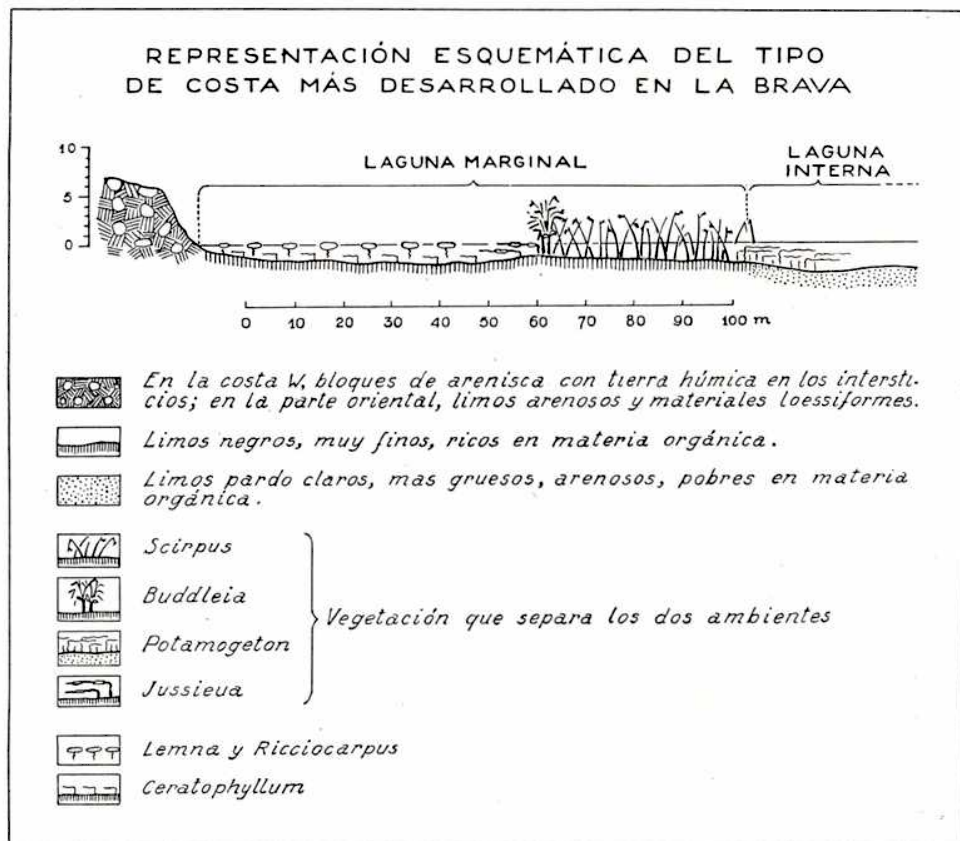 REPRESENTACIÓN ESQUEMÁTICA DEL TIPO
DE COSTA MÁS DESARROLLADO EN LA BRAVA
LAGUNA MARGINAL
LAGUNA
INTERNA
10
5
0
0 10 20 30 40 50 60 70 80 90 100 m
En la costa W, bloques de arenisca con tierra húmica en los intersti-
cios; en la parte oriental, limos arenosos y materiales loessiformes.
Limos negros, muy finos, ricos en materia orgánica.
Limos pardo claros, mas gruesos, arenosos, pobres en materia
orgánica.
Scirpus
Buddleia
Potamogeton
Jussieua
Vegetación que separa los dos ambientes
Lemna y Ricciocarpus
Ceratophyllum